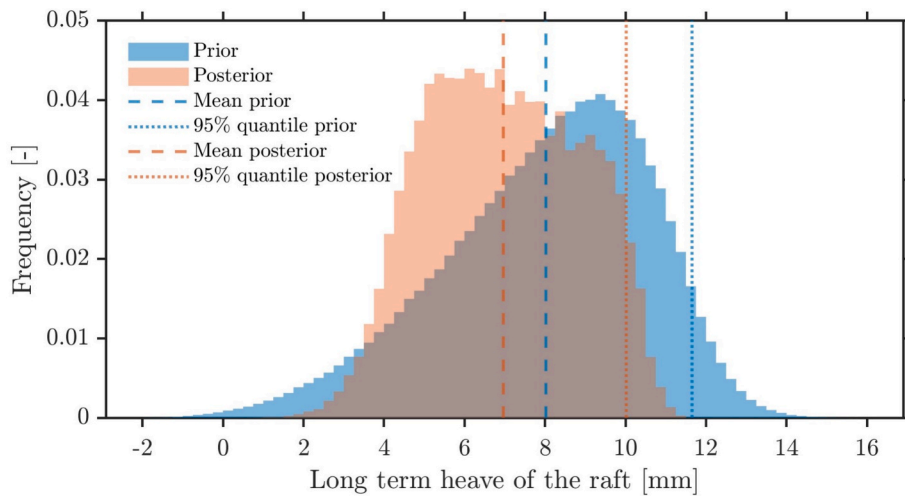 0.05
0.04
0.03
0.02
0.01
0
Frequency [-]
Prior
Posterior
Mean prior
95% quantile prior
Mean posterior
95% quantile posterior
-2 0 2 4 6 8 10 12 14 16
Long term heave of the raft [mm]